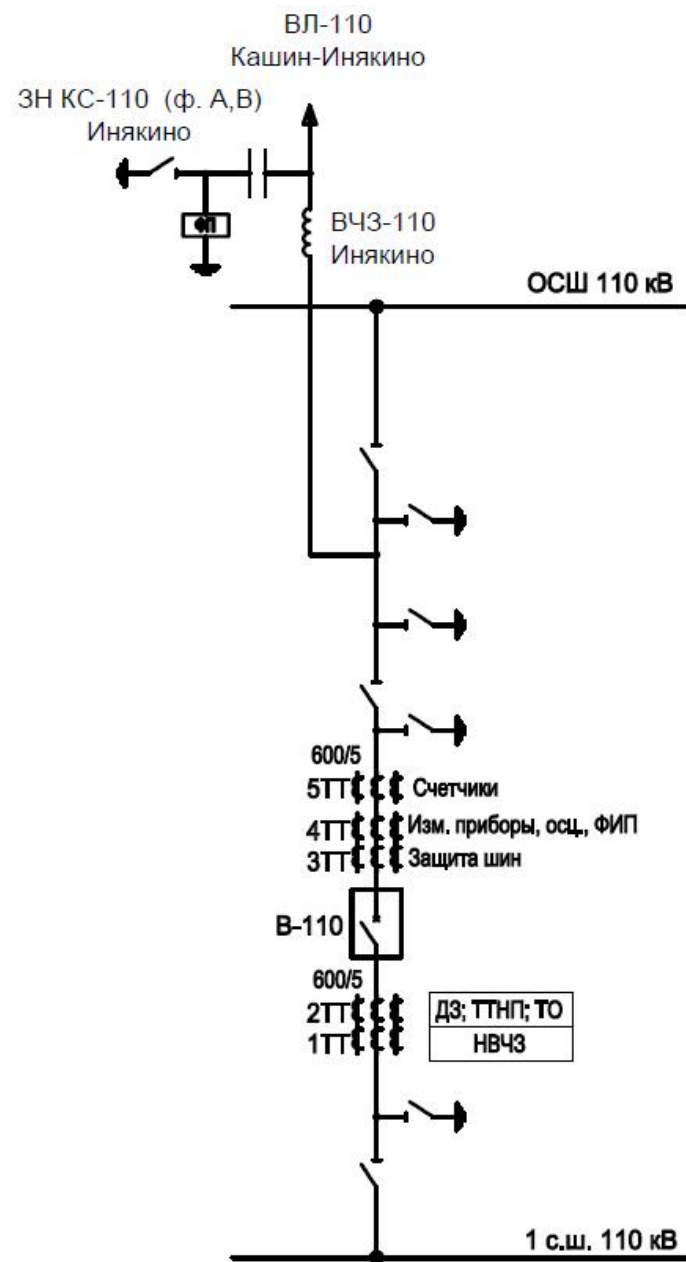 ВЛ-110
Кашин-Инякино
ЗН КС-110 (ф. А,В)
Инякино
ФП
ВЧЗ-110
Инякино
ОСШ 110 кВ
600/5
5ТТ Счетчики
4ТТ Изм. приборы, осц., ФИП
3ТТ Защита шин
В-110
600/5
2ТТ ДЗ; ТТНП; ТО
1ТТ НВЧЗ
1 с.ш. 110 кВ